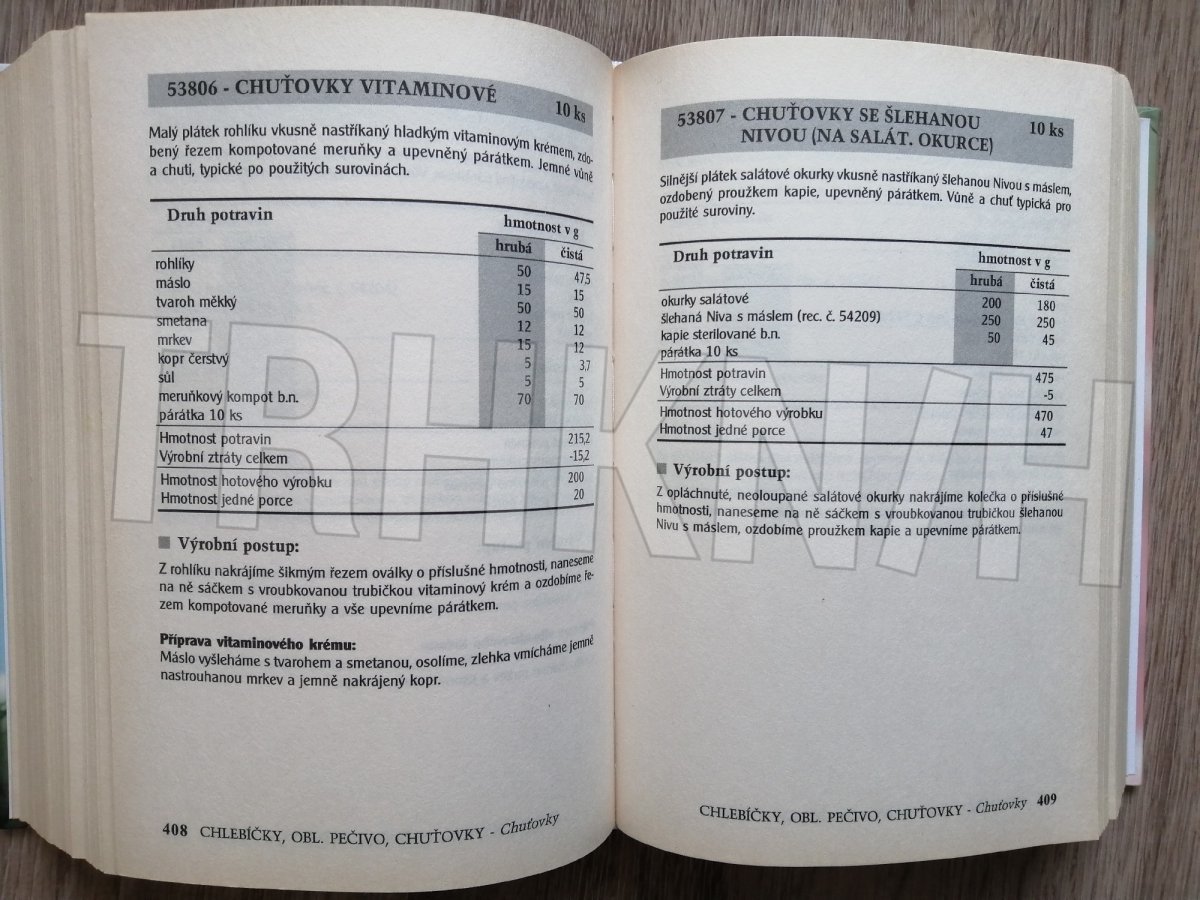 53806 - CHUŤOVKY VITAMINOVÉ 10 ks
Malý plátek rohlíku vkusně nastříkaný hladkým vitaminovým krémem, zdo-
bený řezem kompotované meruňky a upevněný párátkem. Jemné vůně
a chuti, typické po použitých surovinách.
Druh potravin hmotnost v g
hrubá čistá
rohlíky 50 47,5
máslo 15 15
tvaroh měkký 50 50
smetana 12 12
mrkev 15 12
kopr čerstvý 5 3,7
sůl 5 5
meruňkový kompot b.n. 70 70
párátka 10 ks
Hmotnost potravin 215,2
Výrobní ztráty celkem -15,2
Hmotnost hotového výrobku 200
Hmotnost jedné porce 20
Výrobní postup:
Z rohlíku nakrájíme šikmým řezem oválky o příslušné hmotnosti, naneseme
na ně sáčkem s vroubkovanou trubičkou vitaminový krém a ozdobíme ře-
zem kompotované meruňky a vše upevníme párátkem.
Příprava vitaminového krému:
Máslo vyšleháme s tvarohem a smetanou, osolíme, zlehka vmícháme jemně
nastrouhanou mrkev a jemně nakrájený kopr.
408 CHLEBÍČKY, OBL. PEČIVO, CHUŤOVKY - Chuťovky
53807 - CHUŤOVKY SE ŠLEHANOU 10 ks
NIVOU (NA SALÁT. OKURCE)
Silnější plátek salátové okurky vkusně nastříkaný šlehanou Nivou s máslem,
ozdobený proužkem kapie, upevněný párátkem. Vůně a chuť typická pro
použité suroviny.
Druh potravin hmotnost v g
hrubá čistá
okurky salátové 200 180
šlehaná Niva s máslem (rec. č. 54209) 250 250
kapie sterilované b.n. 50 45
párátka 10 ks
Hmotnost potravin 475
Výrobní ztráty celkem -5
Hmotnost hotového výrobku 470
Hmotnost jedné porce 47
Výrobní postup:
Z opláchnuté, neoloupané salátové okurky nakrájíme kolečka o příslušné
hmotnosti, naneseme na ně sáčkem s vroubkovanou trubičkou šlehanou
Nivu s máslem, ozdobíme proužkem kapie a upevníme párátkem.
CHLEBÍČKY, OBL. PEČIVO, CHUŤOVKY - Chuťovky 409
TRHKNIH